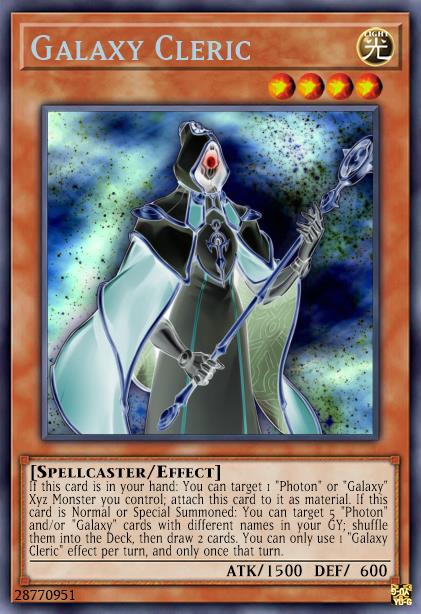 GALAXY CLERIC
LIGHT
光
[SPELLCASTER/EFFECT]
If this card is in your hand: You can target 1 "Photon" or "Galaxy"
Xyz Monster you control; attach this card to it as material. If this
card is Normal or Special Summoned: You can target 5 "Photon"
and/or "Galaxy" cards with different names in your GY; shuffle
them into the Deck, then draw 2 cards. You can only use 1 "Galaxy
Cleric" effect per turn, and only once that turn.
ATK/1500 DEF/ 600
28770951